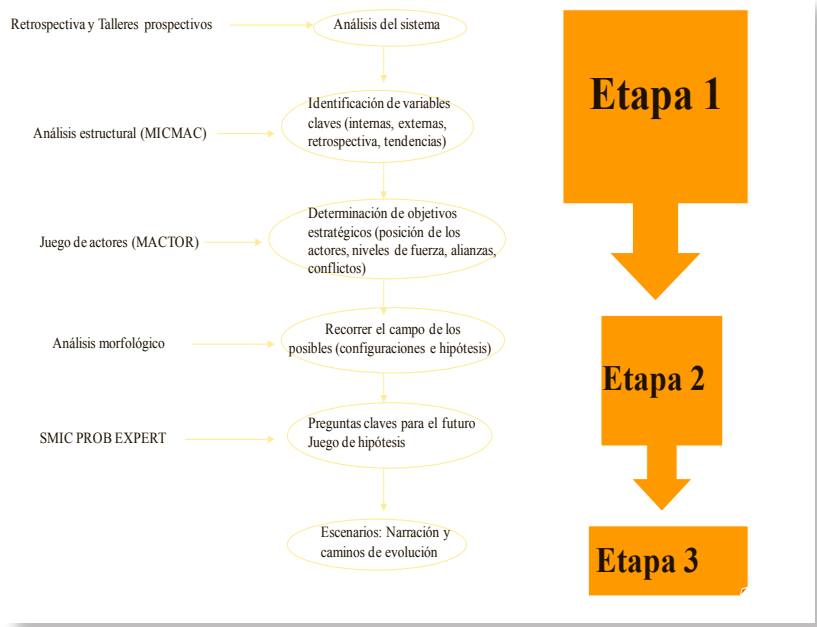 Retrospectiva y Talleres prospectivos
Análisis del sistema
Etapa 1
Análisis estructural (MICMAC)
Identificación de variables
claves (internas, externas,
retrospectiva, tendencias)
Juego de actores (MACTOR)
Determinación de objetivos
estratégicos (posición de los
actores, niveles de fuerza, alianzas,
conflictos)
Análisis morfológico
Recorrer el campo de los
posibles (configuraciones e hipótesis)
Etapa 2
SMIC PROB EXPERT
Preguntas claves para el futuro
Juego de hipótesis
Escenarios: Narración y
caminos de evolución
Etapa 3